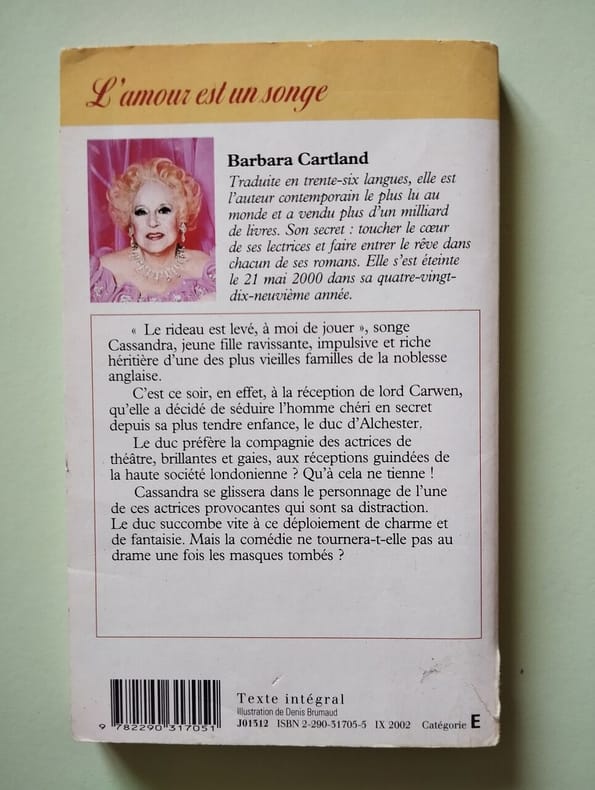 L'amour est un songe
Barbara Cartland
Traduite en trente-six langues, elle est
l'auteur contemporain le plus lu au
monde et a vendu plus d'un milliard
de livres. Son secret : toucher le cœur
de ses lectrices et faire entrer le rêve dans
chacun de ses romans. Elle s'est éteinte
le 21 mai 2000 dans sa quatre-vingt-
dix-neuvième année.
« Le rideau est levé, à moi de jouer », songe
Cassandra, jeune fille ravissante, impulsive et riche
héritière d'une des plus vieilles familles de la noblesse
anglaise.
C'est ce soir, en effet, à la réception de lord Carwen,
qu'elle a décidé de séduire l'homme chéri en secret
depuis sa plus tendre enfance, le duc d'Alchester.
Le duc préfère la compagnie des actrices de
théâtre, brillantes et gaies, aux réceptions guindées de
la haute société londonienne ? Qu'à cela ne tienne !
Cassandra se glissera dans le personnage de l'une
de ces actrices provocantes qui sont sa distraction.
Le duc succombe vite à ce déploiement de charme et
de fantaisie. Mais la comédie ne tournera-t-elle pas au
drame une fois les masques tombés ?
9 782290 317051
Texte intégral
Illustration de Denis Brumaud
J01312 ISBN 2-290-31705-5 IX 2002 Catégorie E